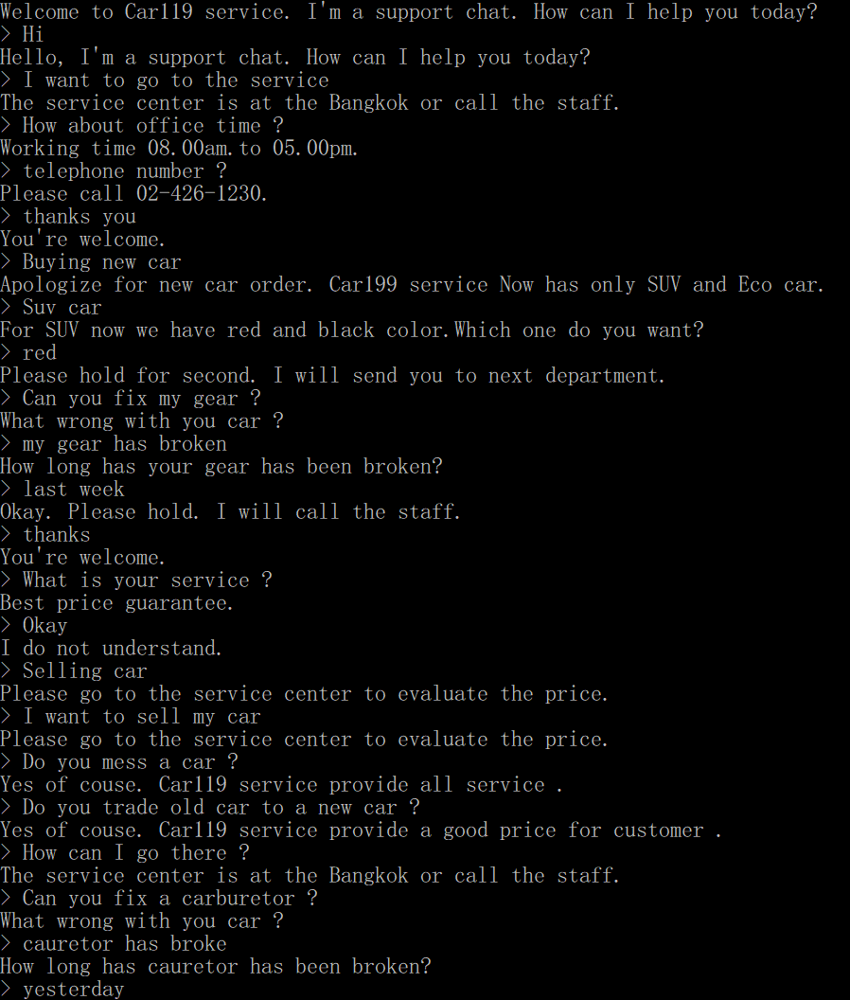 Welcome to Car119 service. I'm a support chat. How can I help you today?
> Hi
Hello, I'm a support chat. How can I help you today?
> I want to go to the service
The service center is at the Bangkok or call the staff.
> How about office time ?
Working time 08.00am.to 05.00pm.
> telephone number ?
Please call 02-426-1230.
> thanks you
You're welcome.
> Buying new car
Apologize for new car order. Car199 service Now has only SUV and Eco car.
> Suv car
For SUV now we have red and black color.Which one do you want?
> red
Please hold for second. I will send you to next department.
> Can you fix my gear ?
What wrong with you car ?
> my gear has broken
How long has your gear has been broken?
> last week
Okay. Please hold. I will call the staff.
> thanks
You're welcome.
> What is your service ?
Best price guarantee.
> Okay
I do not understand.
> Selling car
Please go to the service center to evaluate the price.
> I want to sell my car
Please go to the service center to evaluate the price.
> Do you mess a car ?
Yes of couse. Car119 service provide all service .
> Do you trade old car to a new car ?
Yes of couse. Car119 service provide a good price for customer .
> How can I go there ?
The service center is at the Bangkok or call the staff.
> Can you fix a carburetor ?
What wrong with you car ?
> cauretor has broke
How long has cauretor has been broken?
> yesterday